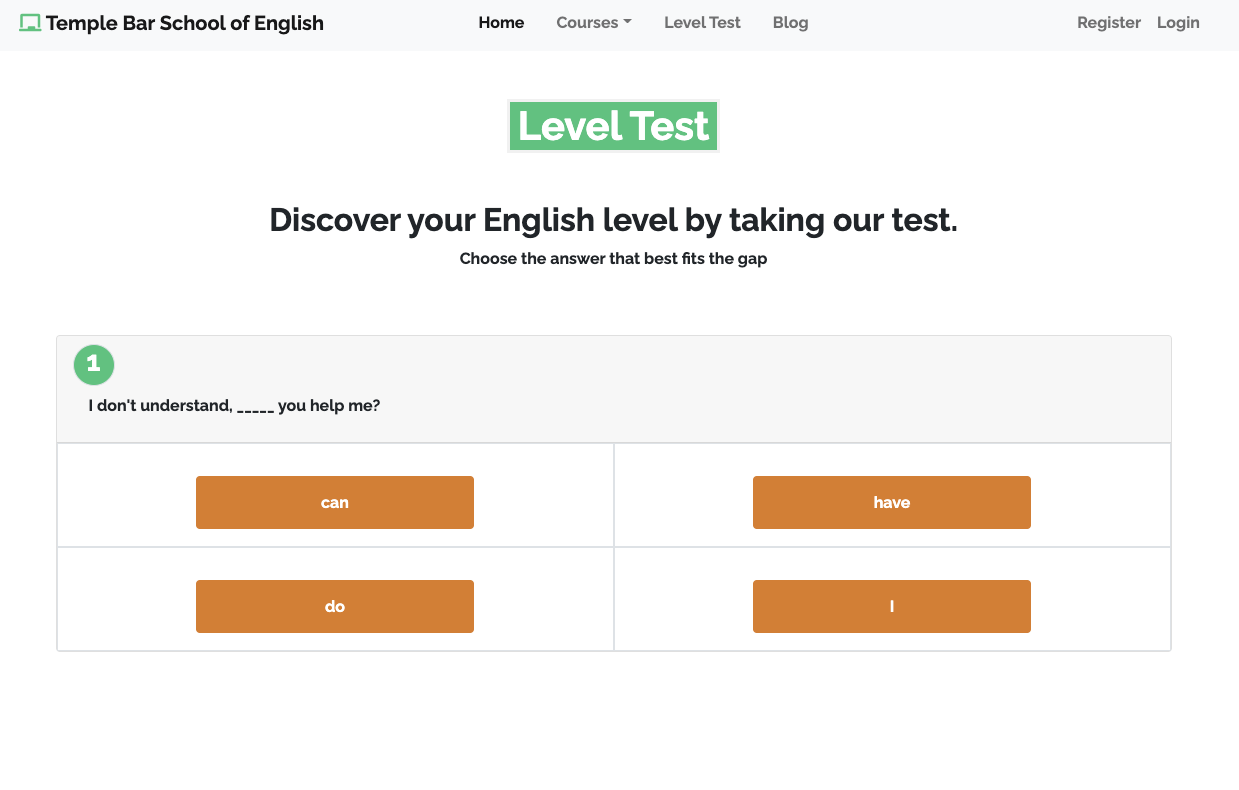 Temple Bar School of English Home Courses Level Test Blog Register Login
Level Test
Discover your English level by taking our test.
Choose the answer that best fits the gap
1
I don't understand, _____ you help me?
can have
do I